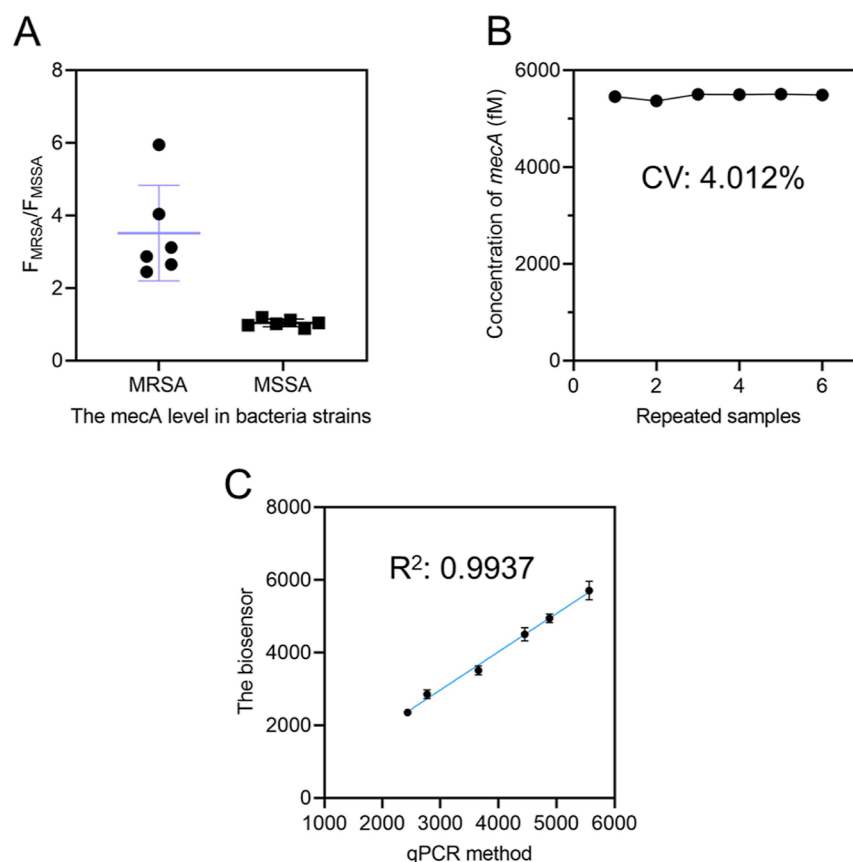 A
8
6
4
2
0
F_MRSA/F_MSSA
MRSA MSSA
The mecA level in bacteria strains
B
6000
4000
2000
0
Concentration of mecA (fM)
CV: 4.012%
0 2 4 6
Repeated samples
C
8000
6000
4000
2000
0
The biosensor
R²: 0.9937
1000 2000 3000 4000 5000 6000
qPCR method